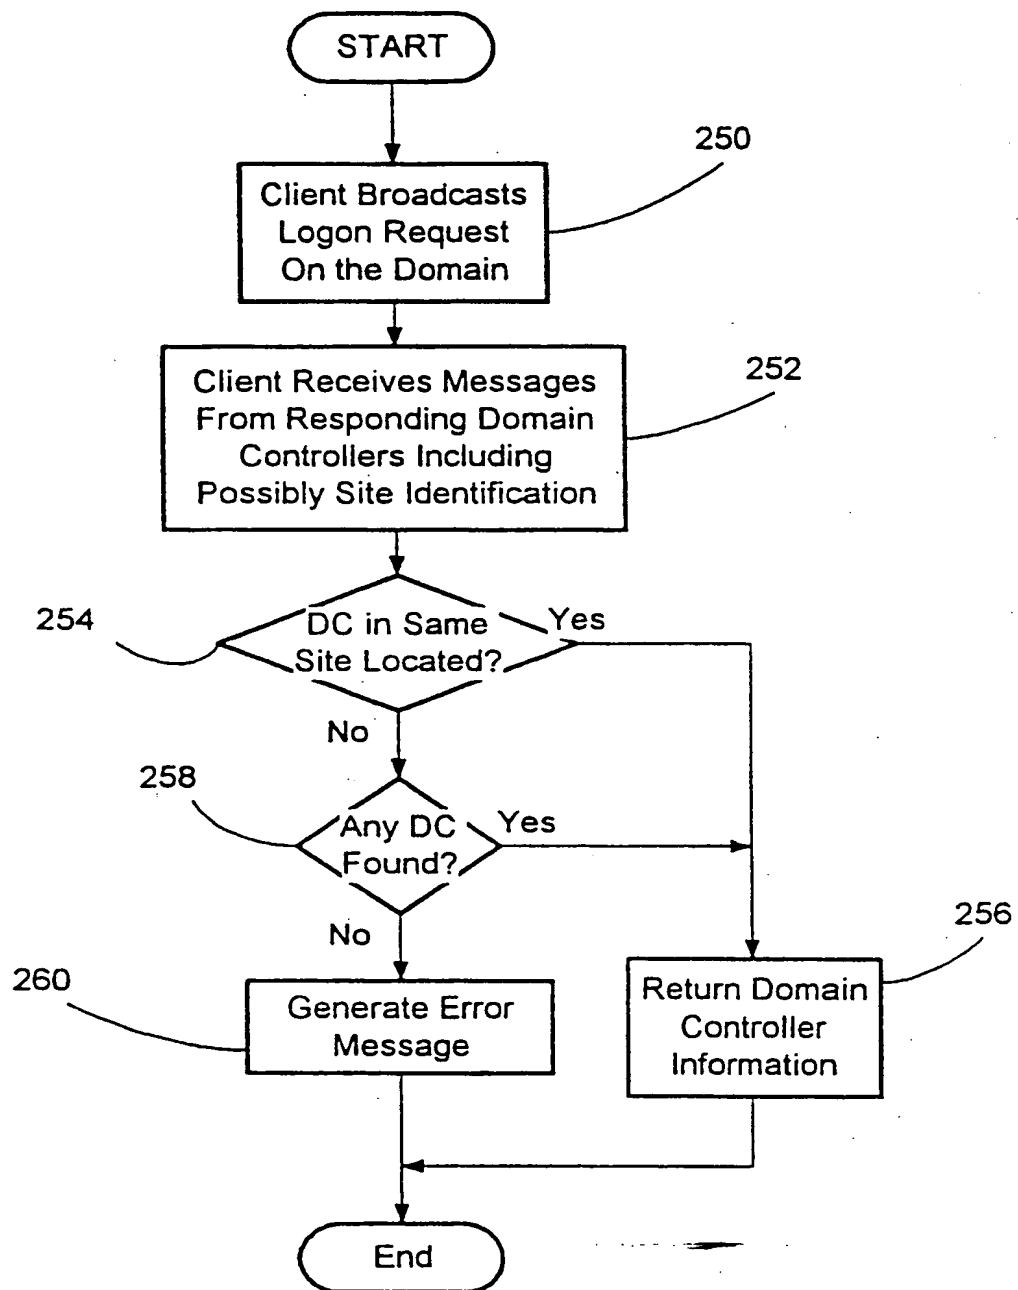 START
250
Client Broadcasts
Logon Request
On the Domain
252
Client Receives Messages
From Responding Domain
Controllers Including
Possibly Site Identification
254
DC in Same
Site Located?
Yes
No
258
Any DC
Found?
Yes
No
256
260
Generate Error
Message
Return Domain
Controller
Information
End